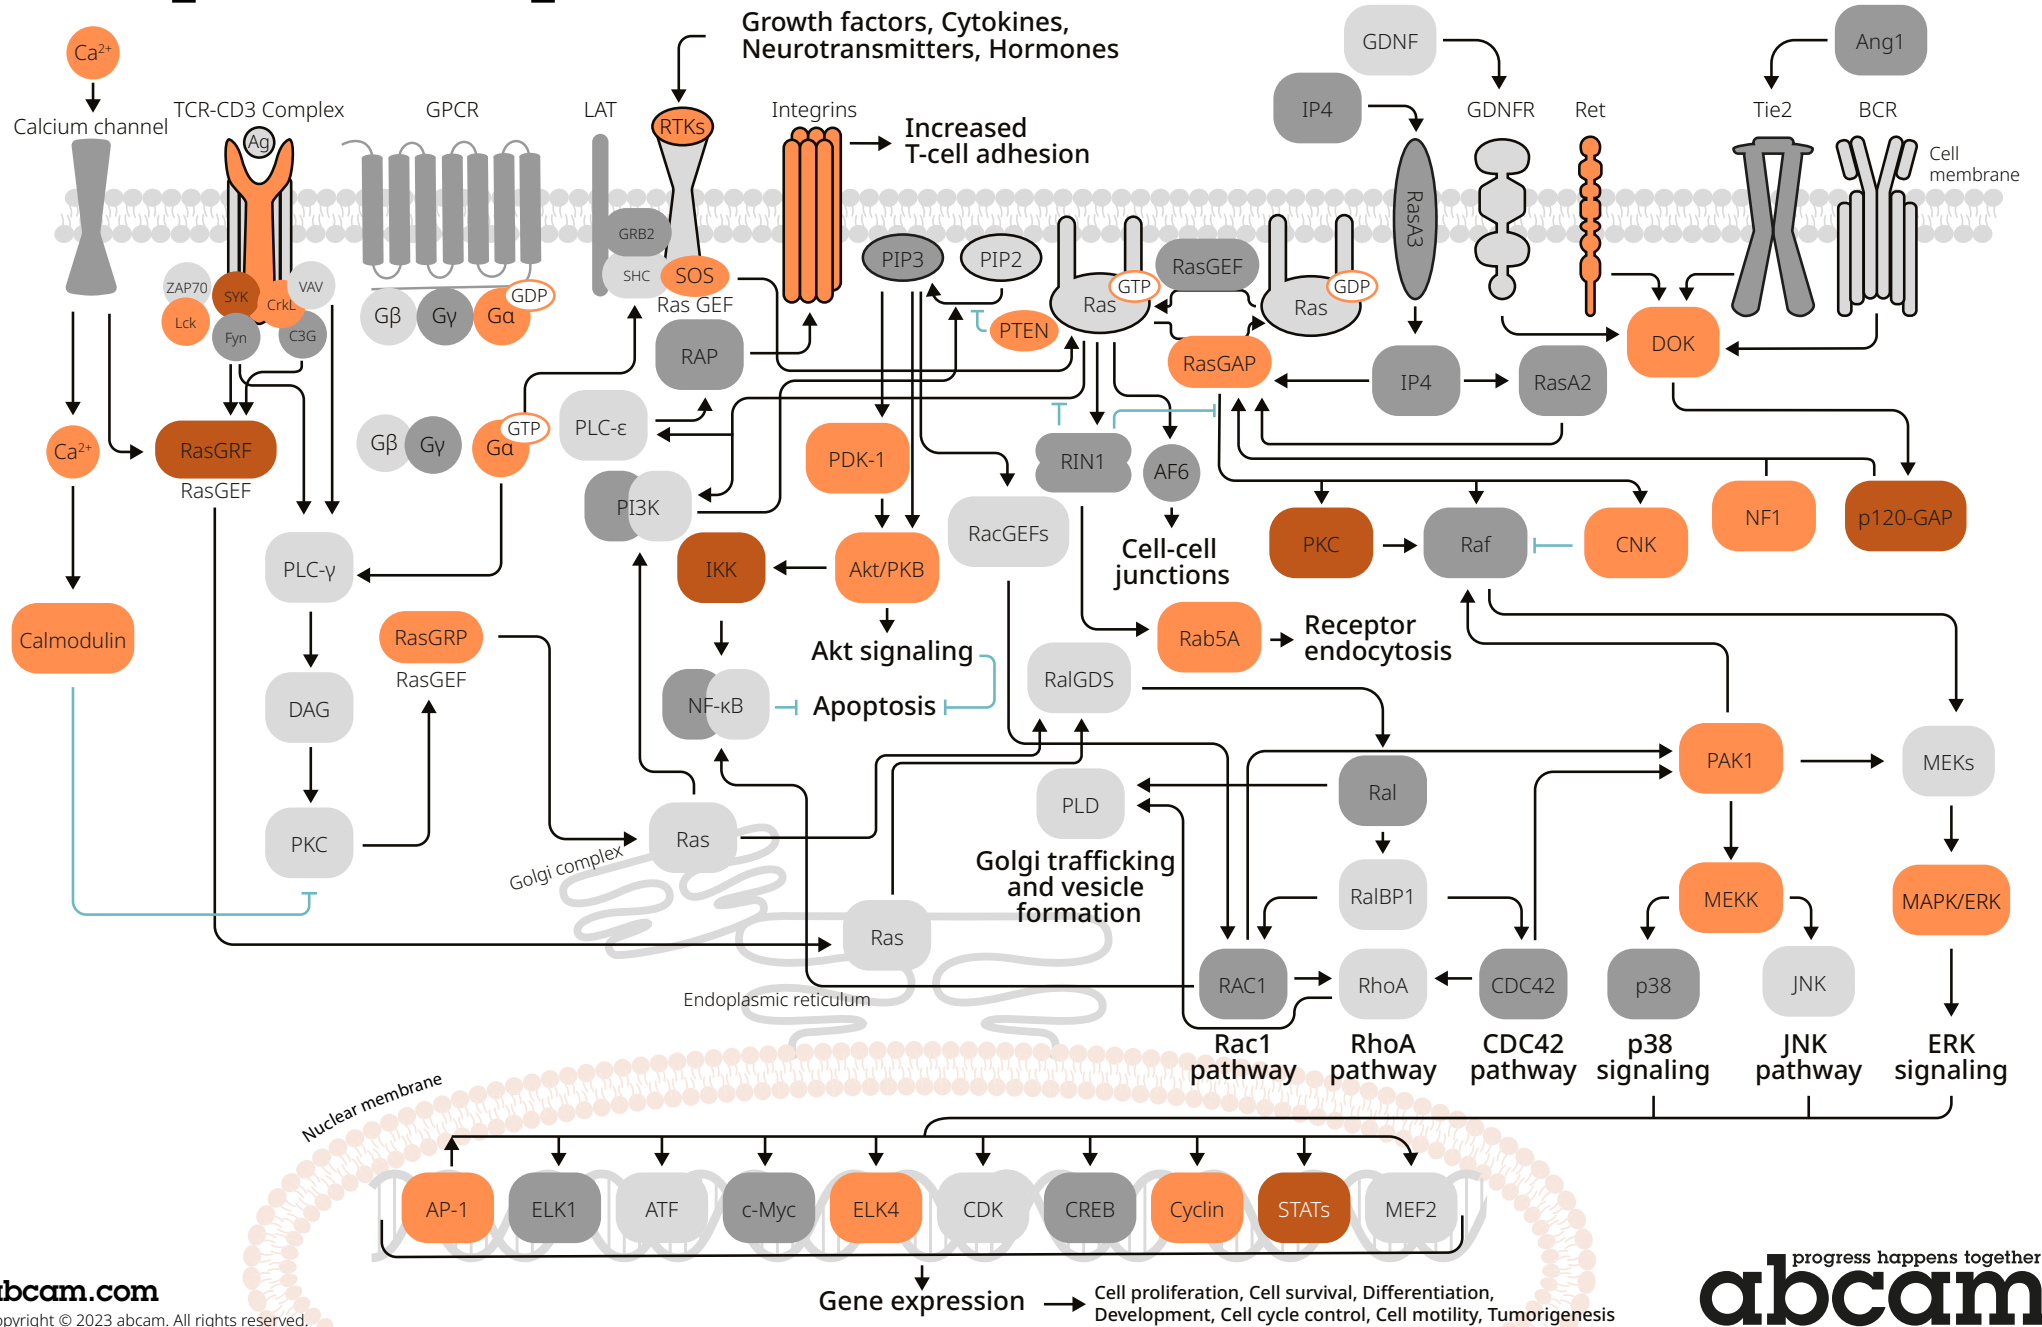 Growth factors, Cytokines,
Neurotransmitters, Hormones
Ca²⁺
GDNF
Ang1
IP4
Calcium channel
TCR-CD3 Complex
GPCR
LAT
RTKs
Integrins
Increased
T-cell adhesion
GDNFR
Ret
Tie2
BCR
Ag
Cell
membrane
RasA3
GRB2
SHC
SOS
Ras GEF
PIP3
PIP2
Ras
GTP
RasGEF
Ras
GDP
ZAP70
SYK
CrkL
VAV
Lck
Fyn
C3G
Gβ
Gγ
Gα
GDP
PTEN
RAP
RasGAP
DOK
IP4
RasA2
Ca²⁺
RasGRF
RasGEF
Gβ
Gγ
Gα
GTP
PLC-ε
PDK-1
RIN1
AF6
PI3K
RacGEFs
PKC
Raf
CNK
NF1
p120-GAP
Cell-cell
junctions
PLC-γ
IKK
Akt/PKB
Calmodulin
RasGRP
RasGEF
Akt signaling
Rab5A
Receptor
endocytosis
DAG
NF-κB
Apoptosis
RalGDS
PKC
Ras
Golgi complex
PLD
Ral
PAK1
MEKs
Golgi trafficking
and vesicle
formation
RalBP1
MEKK
MAPK/ERK
Ras
Endoplasmic reticulum
RAC1
RhoA
CDC42
p38
JNK
Rac1
pathway
RhoA
pathway
CDC42
pathway
p38
signaling
JNK
pathway
ERK
signaling
Nuclear membrane
AP-1
ELK1
ATF
c-Myc
ELK4
CDK
CREB
Cyclin
STATs
MEF2
Gene expression
Cell proliferation, Cell survival, Differentiation,
Development, Cell cycle control, Cell motility, Tumorigenesis
abcam.com
opyright © 2023 abcam. All rights reserved.
progress happens together
abcam